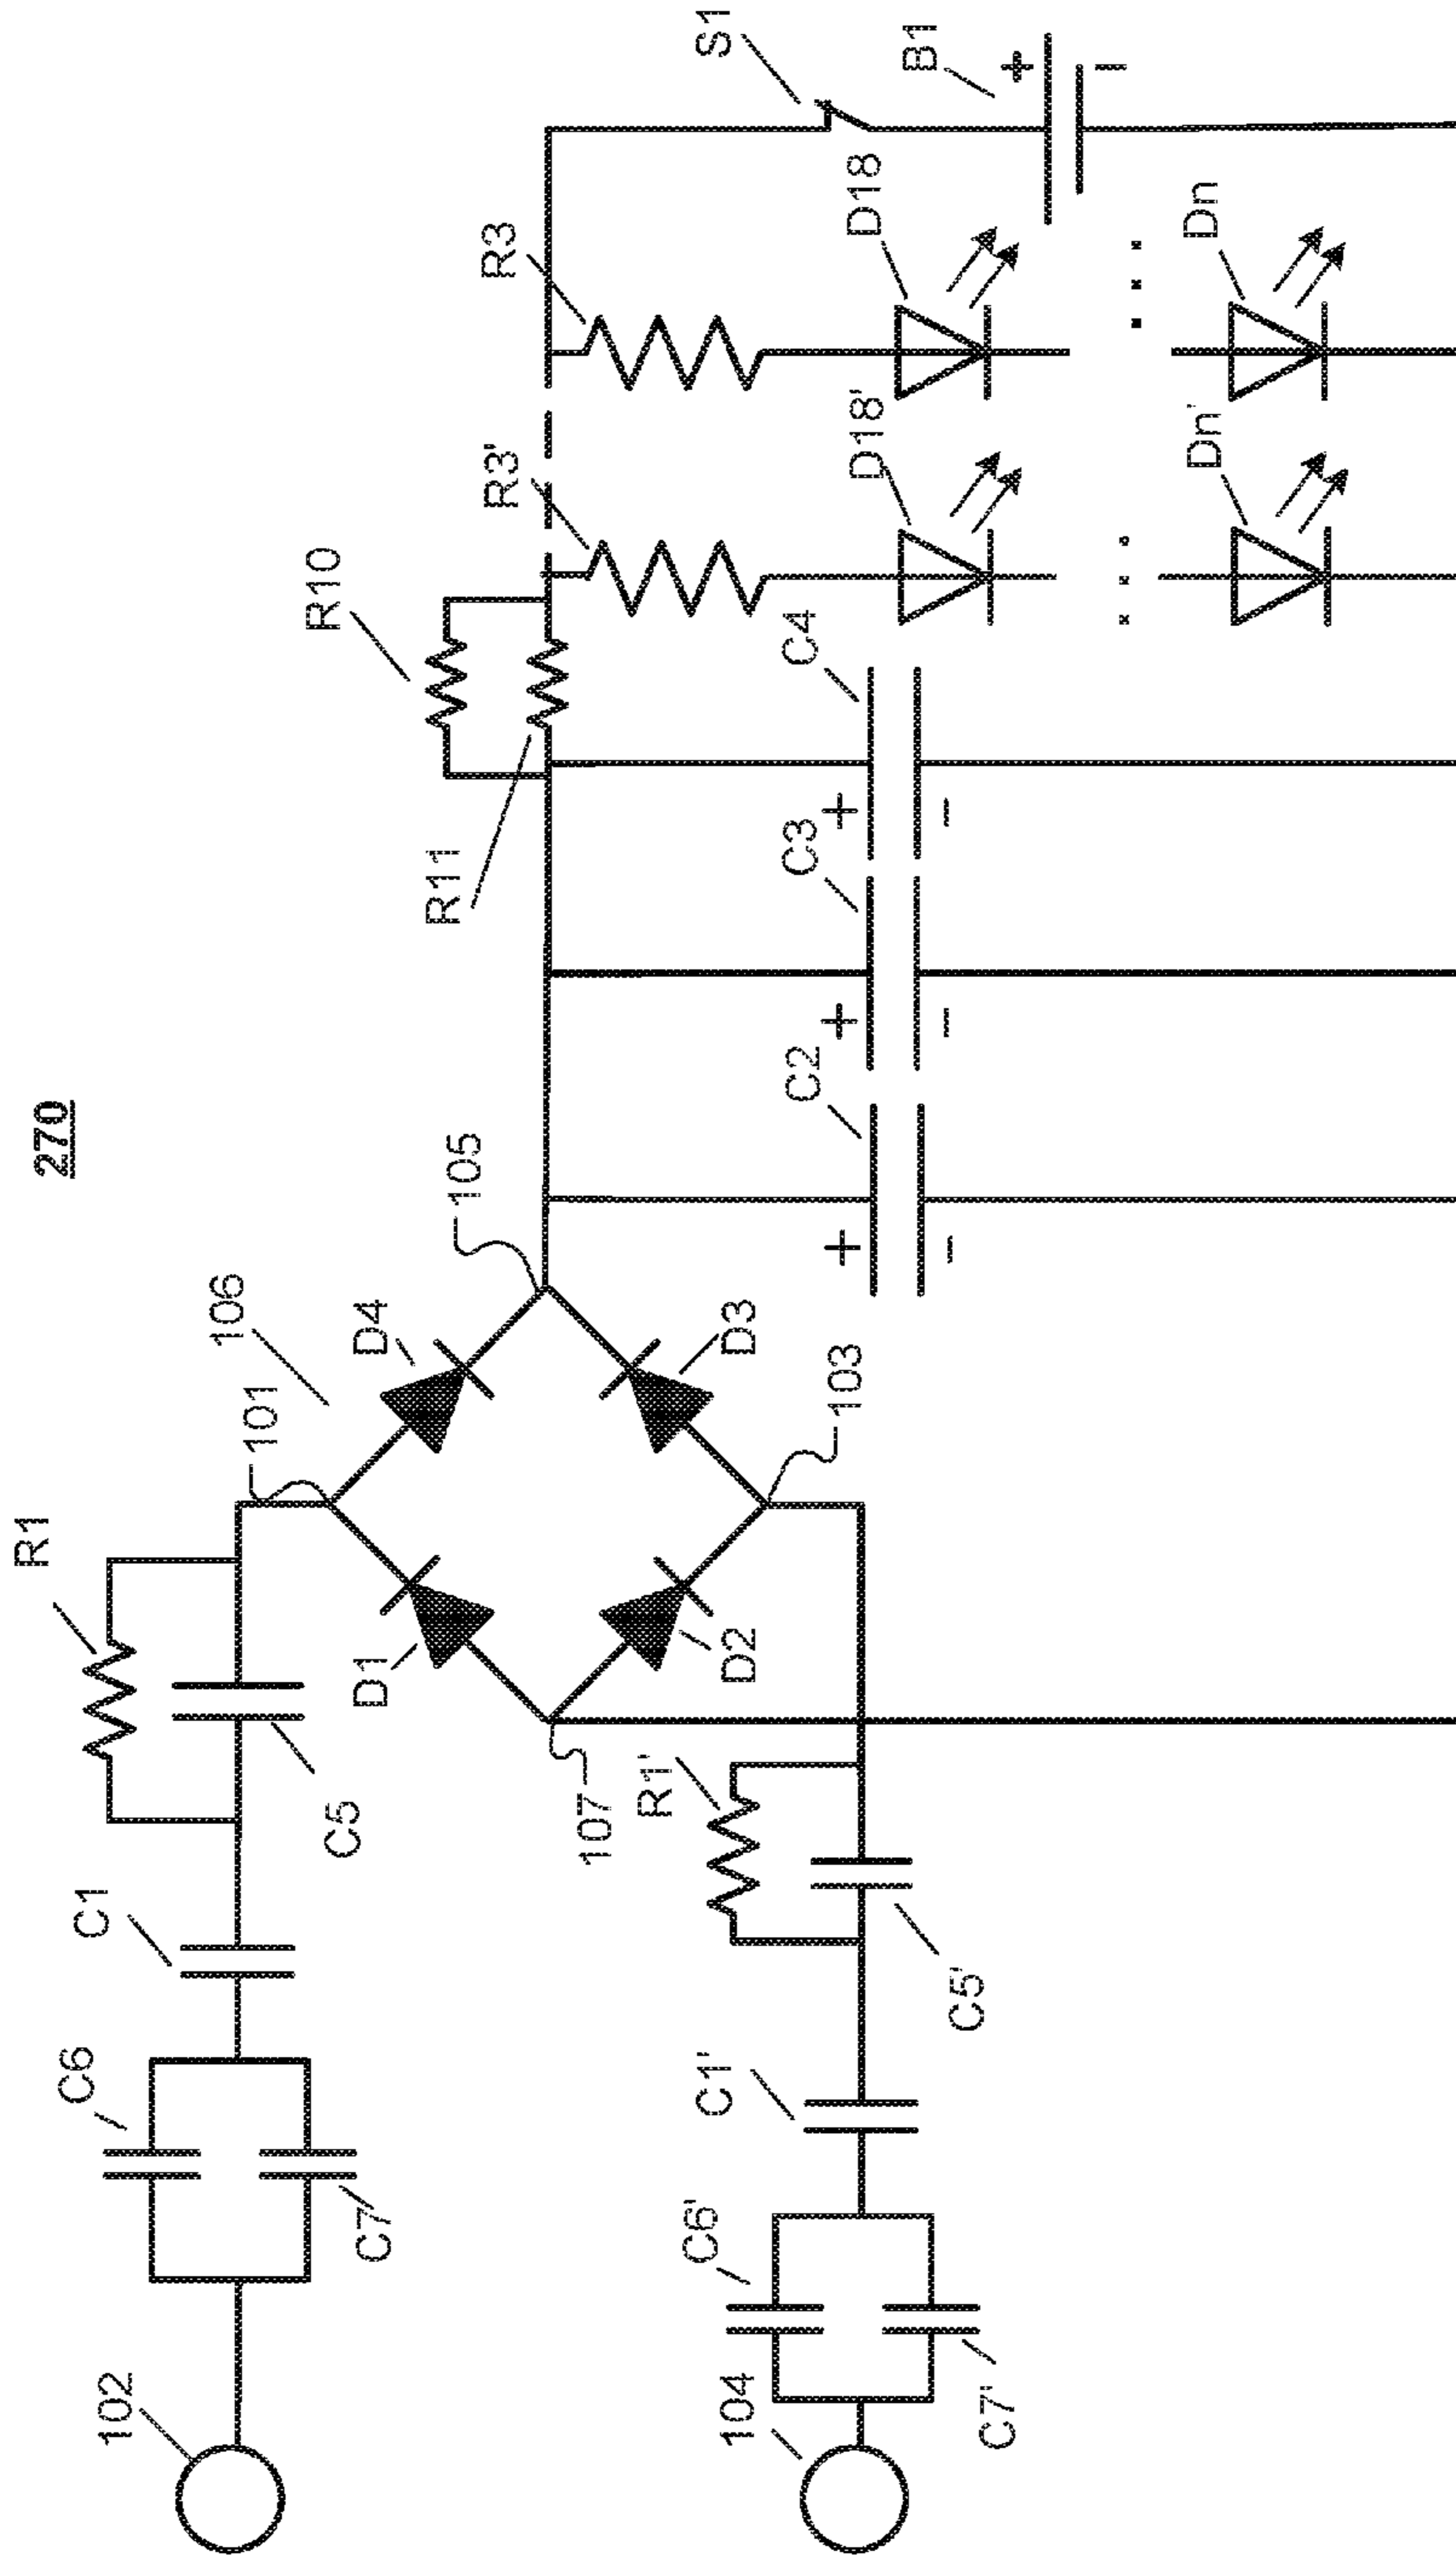 270
102
C6
C7
C1
R1
C5
101
106
D4
D1
D3
D2
105
107
103
104
C6'
C7'
C1'
R1'
C5'
R10
R11
C2
+
-
C3
+
-
C4
+
-
R3'
R3
D18'
D18
Dn'
Dn
S1
B1
+
-